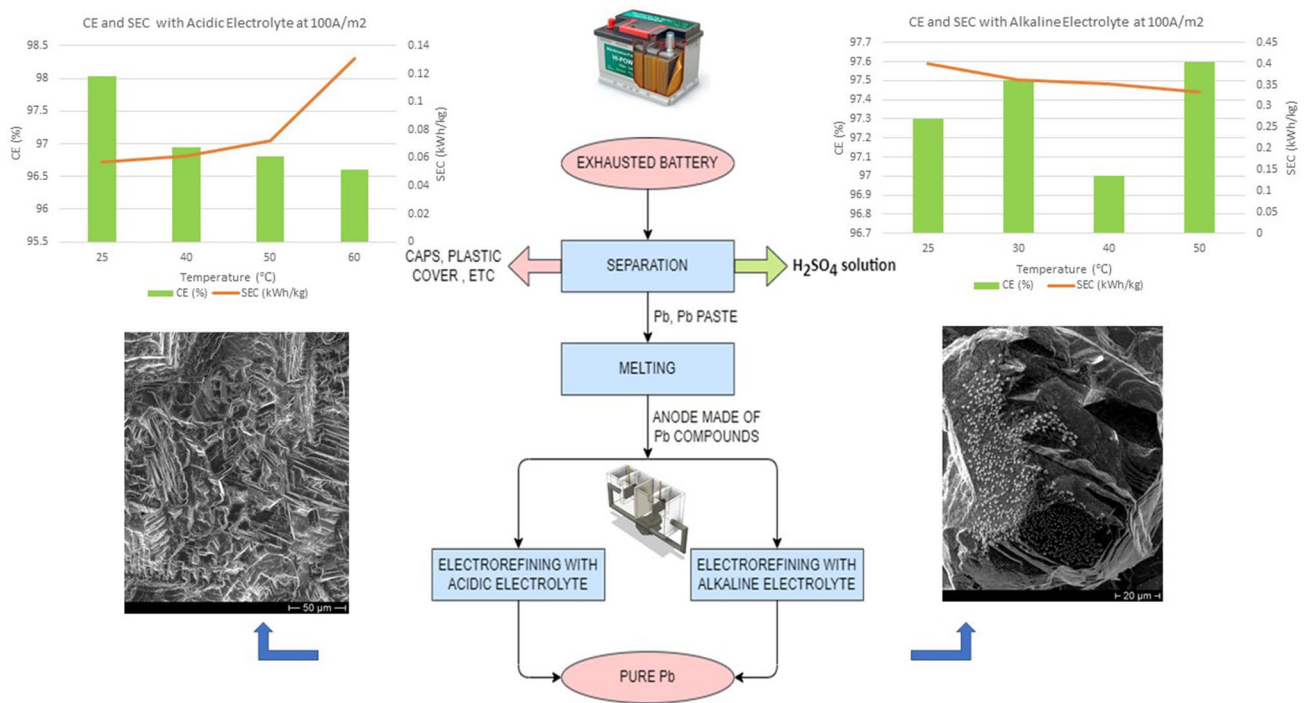 CE and SEC with Acidic Electrolyte at 100A/m2
98.5
98
97.5
97
96.5
96
95.5
CE (%)
0.14
0.12
0.1
0.08
0.06
0.04
0.02
0
SEC (kWh/kg)
25 40 50 60
Temperature (°C)
CE (%) SEC (kWh/kg)
CE and SEC with Alkaline Electrolyte at 100A/m2
97.7
97.6
97.5
97.4
97.3
97.2
97.1
97
96.9
96.8
96.7
CE (%)
0.45
0.4
0.35
0.3
0.25
0.2
0.15
0.1
0.05
0
SEC (kWh/kg)
25 30 40 50
Temperature (°C)
CE (%) SEC (kWh/kg)
EXHAUSTED BATTERY
SEPARATION
CAPS, PLASTIC
COVER , ETC
H2SO4 solution
Pb, Pb PASTE
MELTING
ANODE MADE OF
Pb COMPOUNDS
ELECTROREFINING WITH
ACIDIC ELECTROLYTE
ELECTROREFINING WITH
ALKALINE ELECTROLYTE
PURE Pb
50 µm
20 µm